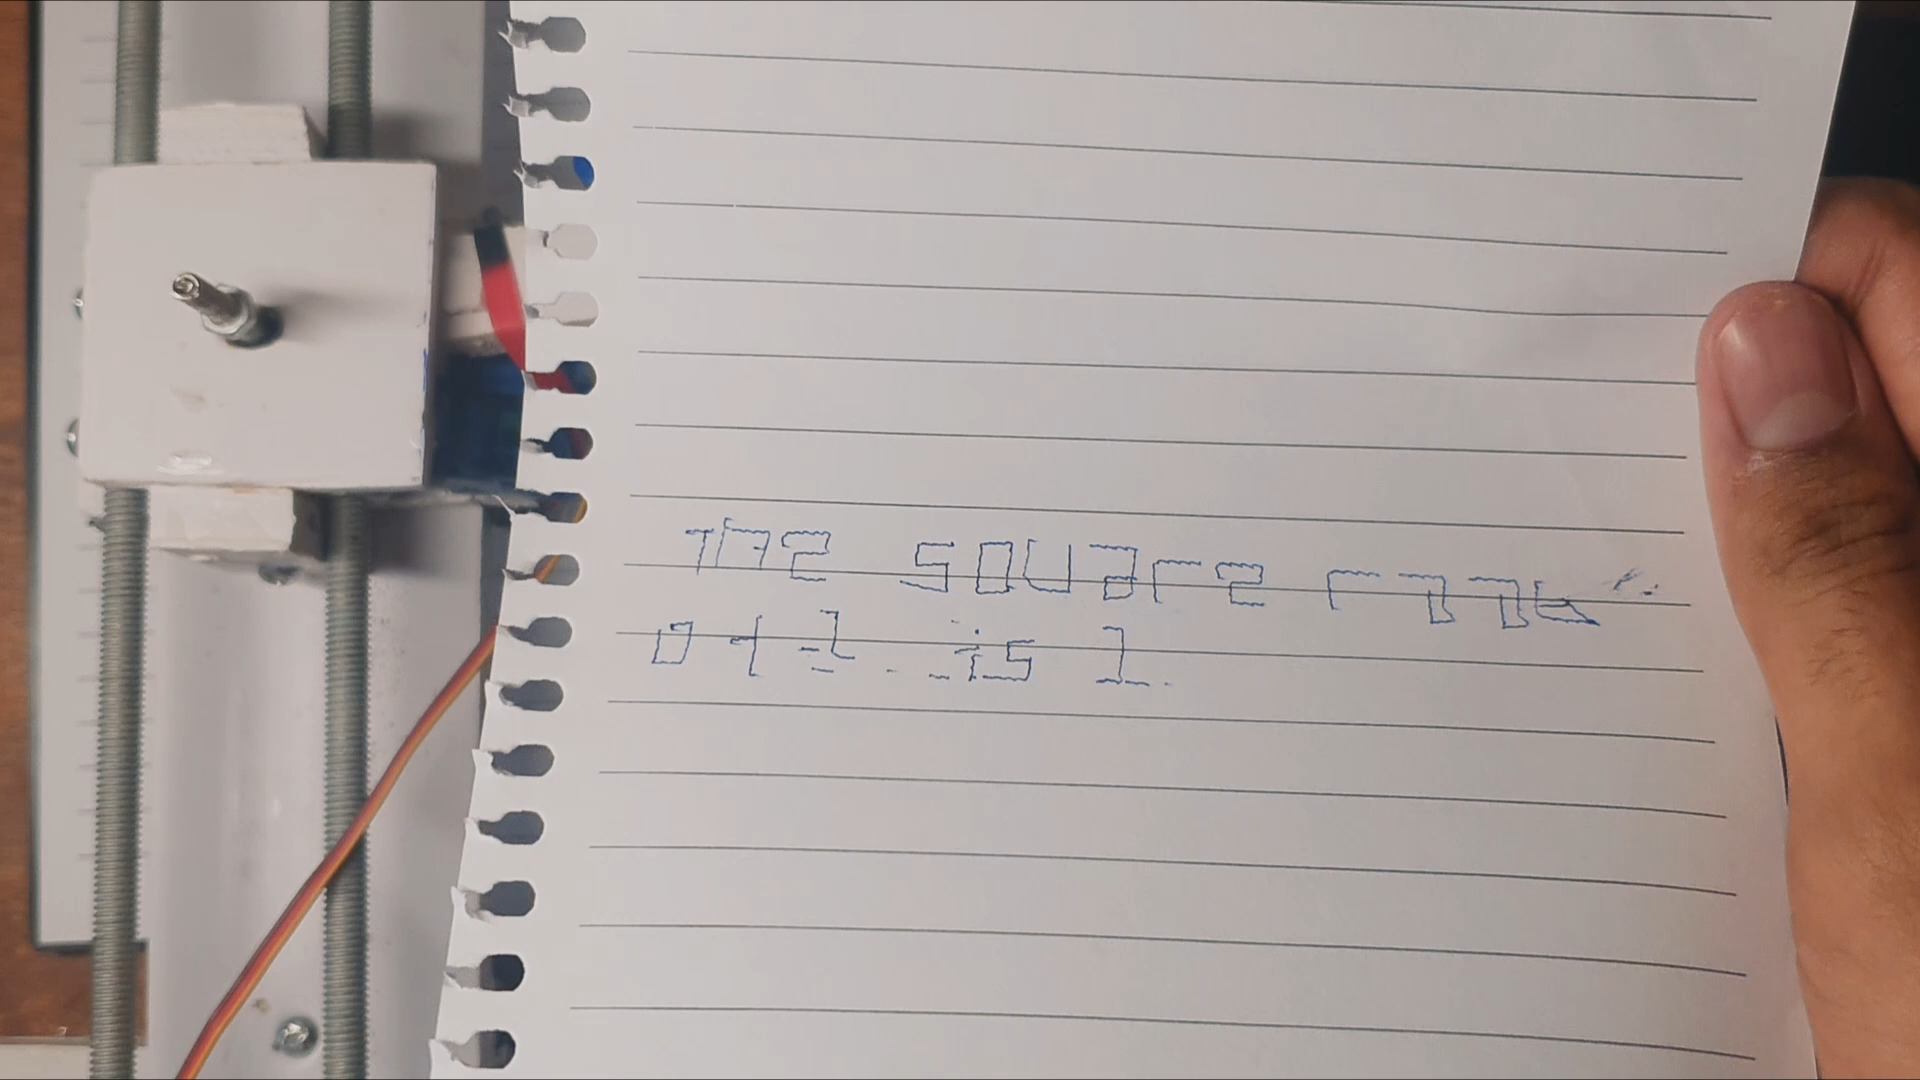 The square root
of 1 is 1.